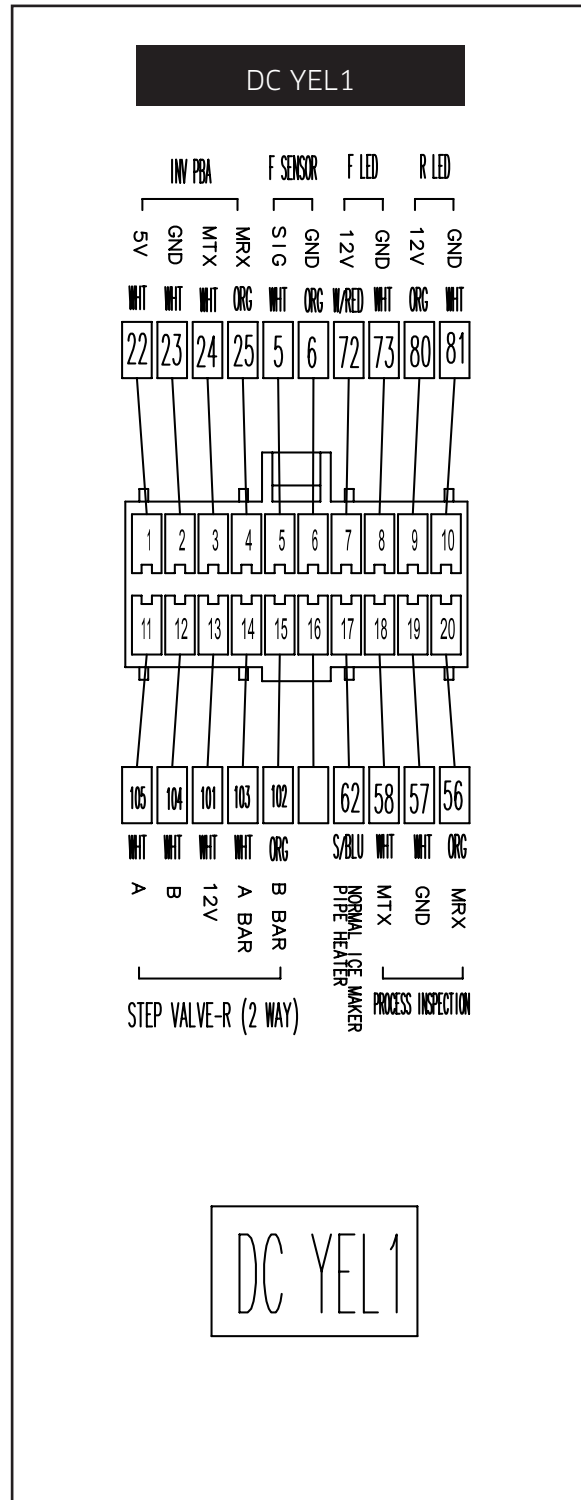 DC YEL1
INV PBA F SENSOR F LED R LED
5V GND MTX MRX SIG GND 12V GND 12V GND
WHT WHT WHT ORG WHT ORG W/RED WHT ORG WHT
22 23 24 25 5 6 72 73 80 81
1 2 3 4 5 6 7 8 9 10
11 12 13 14 15 16 17 18 19 20
105 104 101 103 102 62 58 57 56
WHT WHT WHT WHT ORG S/BLU WHT WHT ORG
A B 12V A BAR B BAR NORMAL ICE MAKER PIPE HEATER MTX GND MRX
STEP VALVE-R (2 WAY) PROCESS INSPECTION
DC YEL1